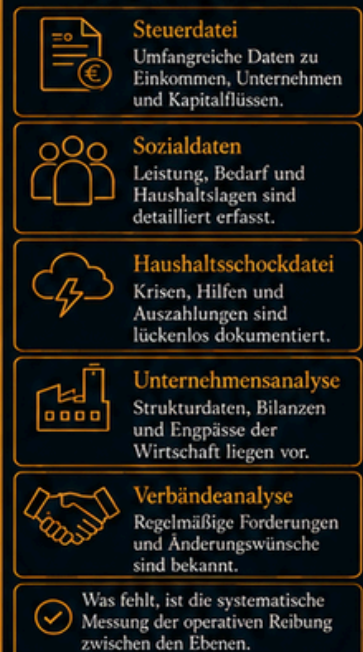 Steuerdatei
Umfangreiche Daten zu
Einkommen, Unternehmen
und Kapitalflüssen.
Sozialdaten
Leistung, Bedarf und
Haushaltslagen sind
detailliert erfasst.
Haushaltsschockdatei
Krisen, Hilfen und
Auszahlungen sind
lückenlos dokumentiert.
Unternehmensanalyse
Strukturdaten, Bilanzen
und Engpässe der
Wirtschaft liegen vor.
Verbändeanalyse
Regelmäßige Forderungen
und Änderungswünsche
sind bekannt.
Was fehlt, ist die systematische
Messung der operativen Reibung
zwischen den Ebenen.